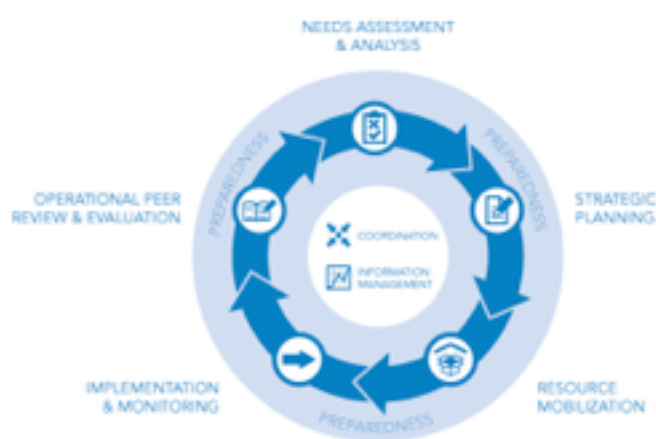 NEEDS ASSESSMENT
& ANALYSIS
PREPAREDNESS
PREPAREDNESS
OPERATIONAL PEER
REVIEW & EVALUATION
STRATEGIC
PLANNING
COORDINATION
INFORMATION
MANAGEMENT
IMPLEMENTATION
& MONITORING
RESOURCE
MOBILIZATION
PREPAREDNESS